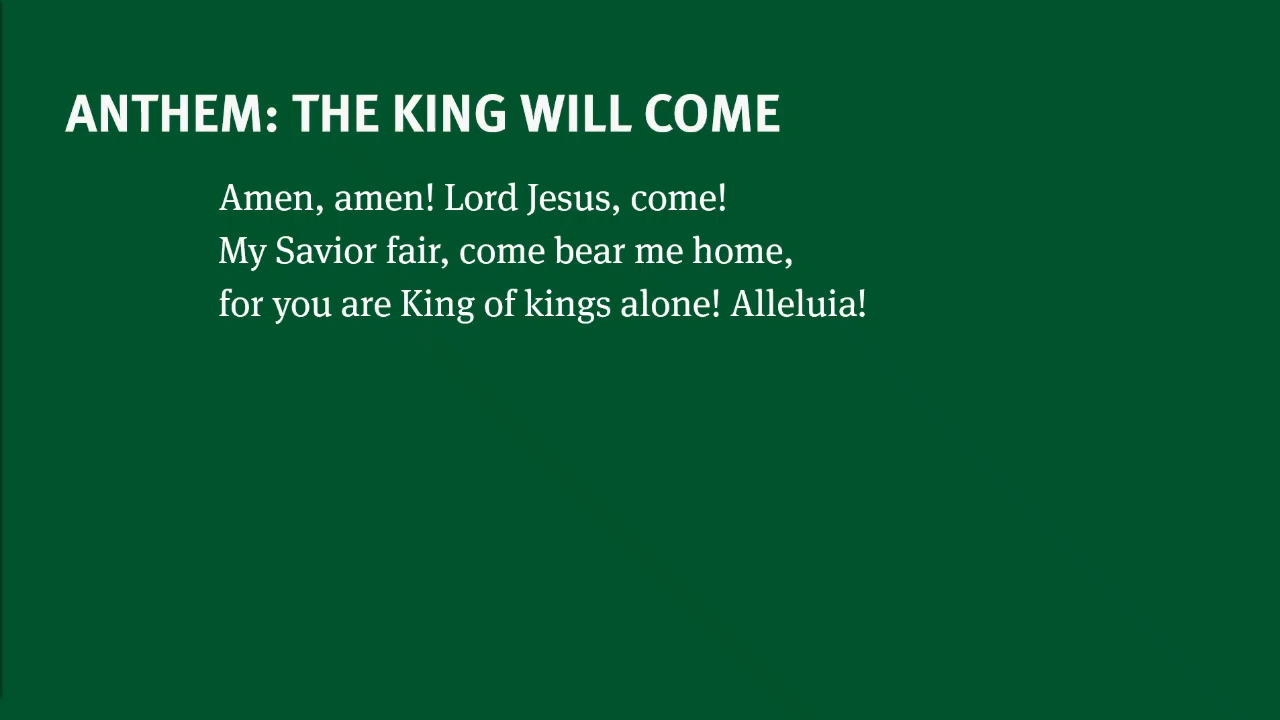 ANTHEM: THE KING WILL COME
Amen, amen! Lord Jesus, come!
My Savior fair, come bear me home,
for you are King of kings alone! Alleluia!